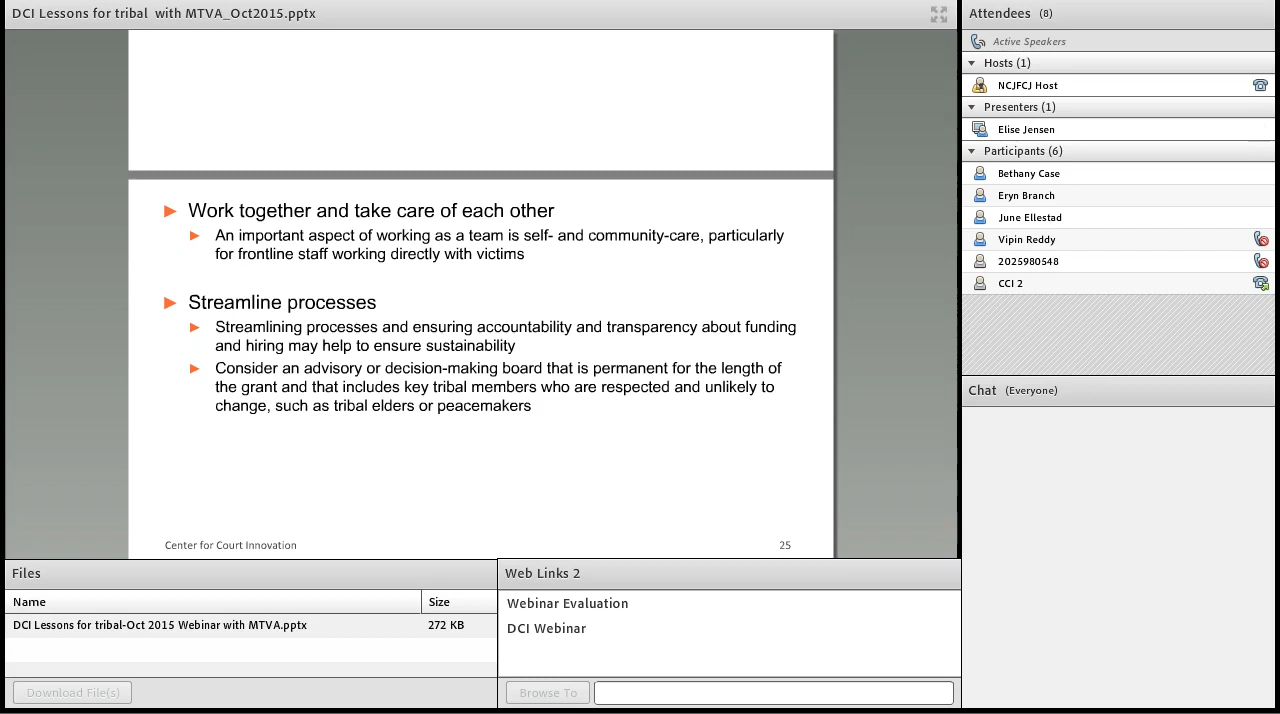 DCI Lessons for tribal with MTVA_Oct2015.pptx
Work together and take care of each other
An important aspect of working as a team is self- and community-care, particularly
for frontline staff working directly with victims
Streamline processes
Streamlining processes and ensuring accountability and transparency about funding
and hiring may help to ensure sustainability
Consider an advisory or decision-making board that is permanent for the length of
the grant and that includes key tribal members who are respected and unlikely to
change, such as tribal elders or peacemakers
Center for Court Innovation
25
Files
Name Size
DCI Lessons for tribal-Oct 2015 Webinar with MTVA.pptx 272 KB
Download File(s)
Web Links 2
Webinar Evaluation
DCI Webinar
Browse To
Attendees (8)
Active Speakers
Hosts (1)
NCJFCJ Host
Presenters (1)
Elise Jensen
Participants (6)
Bethany Case
Eryn Branch
June Ellestad
Vipin Reddy
2025980548
CCI 2
Chat (Everyone)